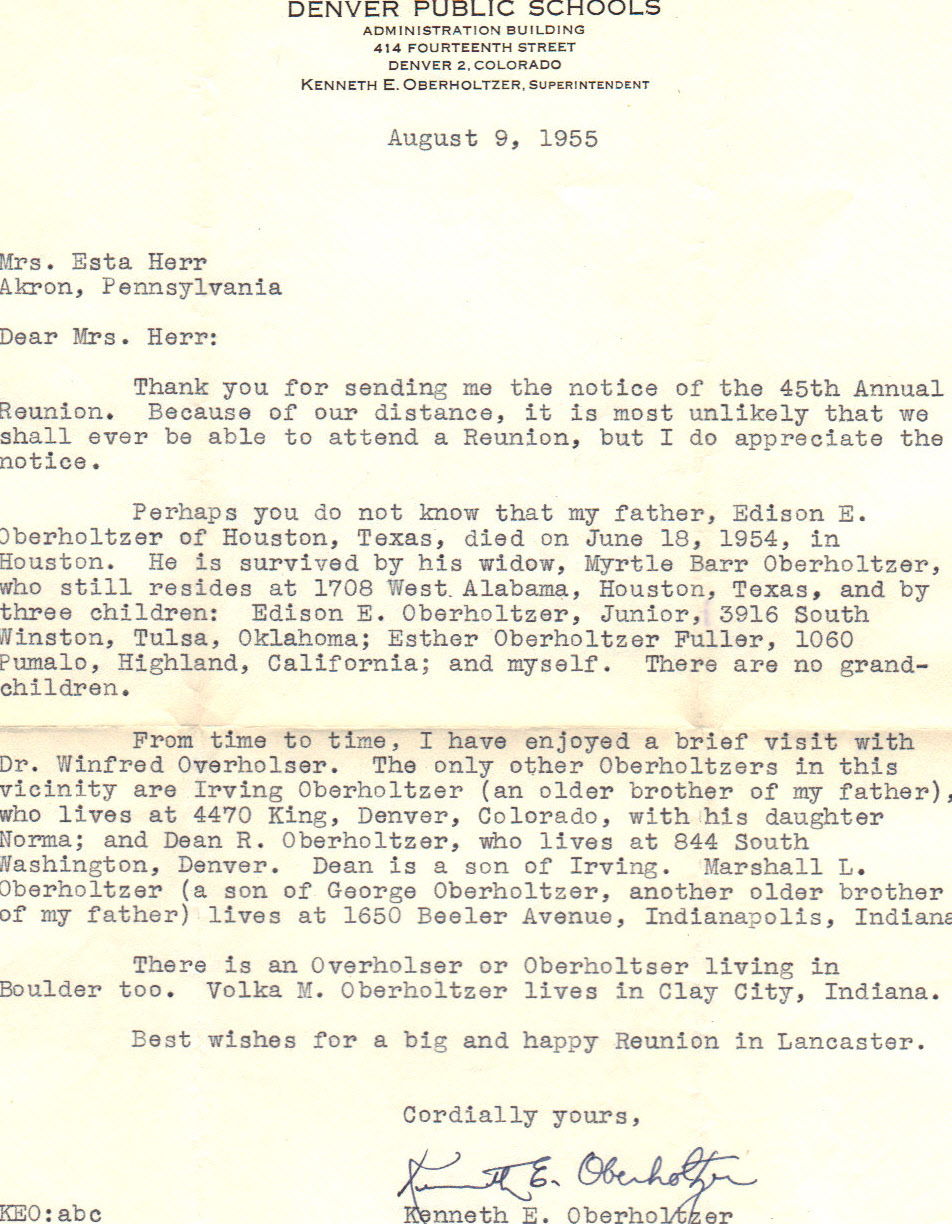 DENVER PUBLIC SCHOOLS
ADMINISTRATION BUILDING
414 FOURTEENTH STREET
DENVER 2, COLORADO
KENNETH E. OBERHOLTZER, SUPERINTENDENT
August 9, 1955
Mrs. Esta Herr
Akron, Pennsylvania
Dear Mrs. Herr:
Thank you for sending me the notice of the 45th Annual
Reunion. Because of our distance, it is most unlikely that we
shall ever be able to attend a Reunion, but I do appreciate the
notice.
Perhaps you do not know that my father, Edison E.
Oberholtzer of Houston, Texas, died on June 18, 1954, in
Houston. He is survived by his widow, Myrtle Barr Oberholtzer,
who still resides at 1708 West Alabama, Houston, Texas, and by
three children: Edison E. Oberholtzer, Junior, 3916 South
Winston, Tulsa, Oklahoma; Esther Oberholtzer Fuller, 1060
Pumalo, Highland, California; and myself. There are no grand-
children.
From time to time, I have enjoyed a brief visit with
Dr. Winfred Overholser. The only other Oberholtzers in this
vicinity are Irving Oberholtzer (an older brother of my father),
who lives at 4470 King, Denver, Colorado, with his daughter
Norma; and Dean R. Oberholtzer, who lives at 844 South
Washington, Denver. Dean is a son of Irving. Marshall L.
Oberholtzer (a son of George Oberholtzer, another older brother
of my father) lives at 1650 Beeler Avenue, Indianapolis, Indiana
There is an Overholser or Oberholtser living in
Boulder too. Volka M. Oberholtzer lives in Clay City, Indiana.
Best wishes for a big and happy Reunion in Lancaster.
Cordially yours,
Kenneth E. Oberholtzer
KEO:abc Kenneth E. Oberholtzer